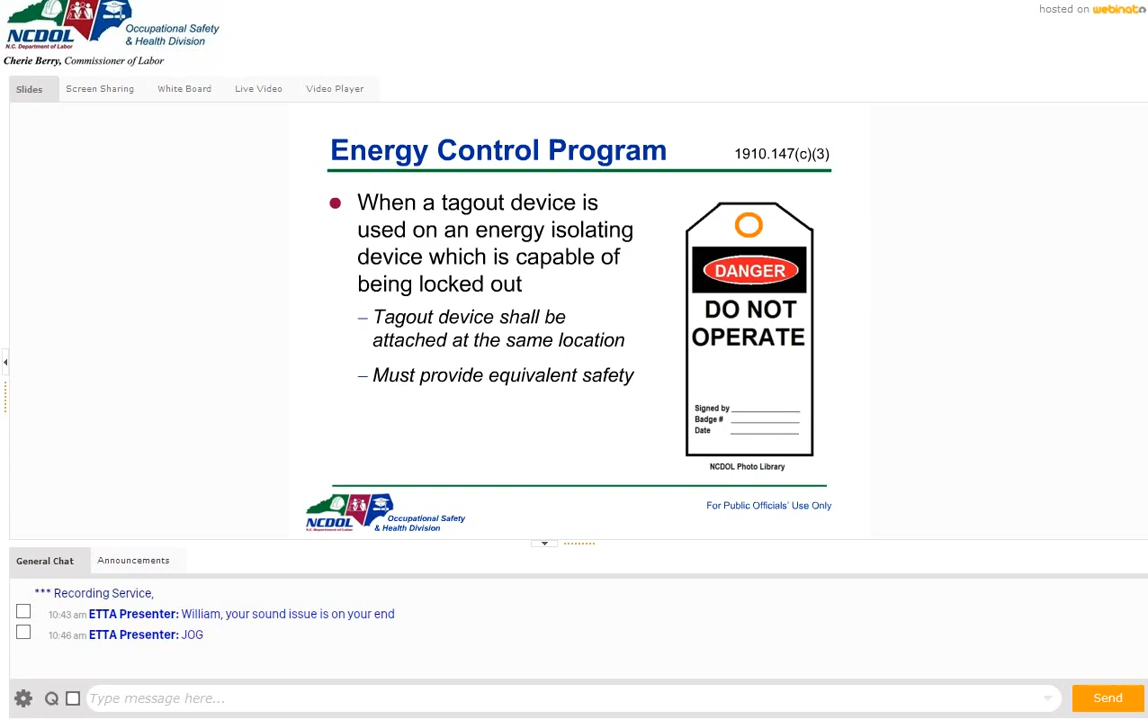 hosted on webinato
NCDOL
N.C. Department of Labor
Occupational Safety
& Health Division
Cherie Berry, Commissioner of Labor
Slides Screen Sharing White Board Live Video Video Player
Energy Control Program 1910.147(c)(3)
When a tagout device is
used on an energy isolating
device which is capable of
being locked out
– Tagout device shall be
attached at the same location
– Must provide equivalent safety
DANGER
DO NOT
OPERATE
Signed by
Badge #
Date
NCDOL Photo Library
NCDOL
N.C. Department of Labor
Occupational Safety
& Health Division
For Public Officials' Use Only
General Chat Announcements
*** Recording Service,
10:43 am ETTA Presenter: William, your sound issue is on your end
10:46 am ETTA Presenter: JOG
Q Type message here... Send